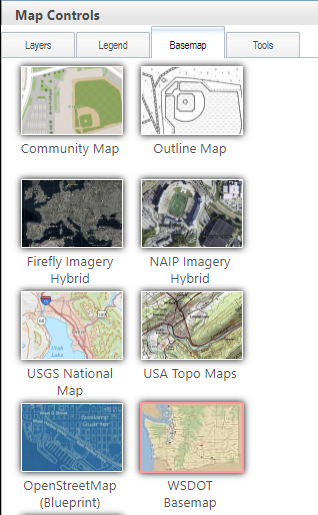 Map Controls
Layers Legend Basemap Tools
Community Map Outline Map
Firefly Imagery Hybrid NAIP Imagery Hybrid
USGS National Map USA Topo Maps
OpenStreetMap (Blueprint) WSDOT Basemap